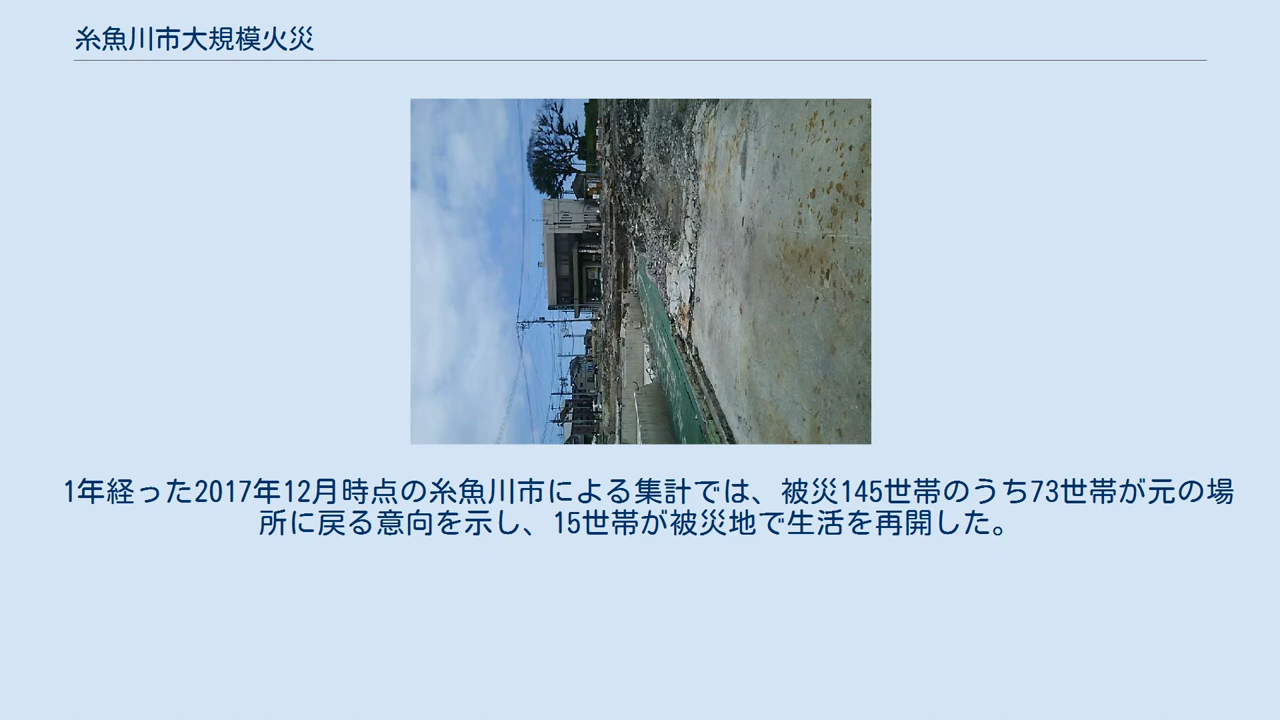 糸魚川市大規模火災
1年経った2017年12月時点の糸魚川市による集計では、被災145世帯のうち73世帯が元の場
所に戻る意向を示し、15世帯が被災地で生活を再開した。